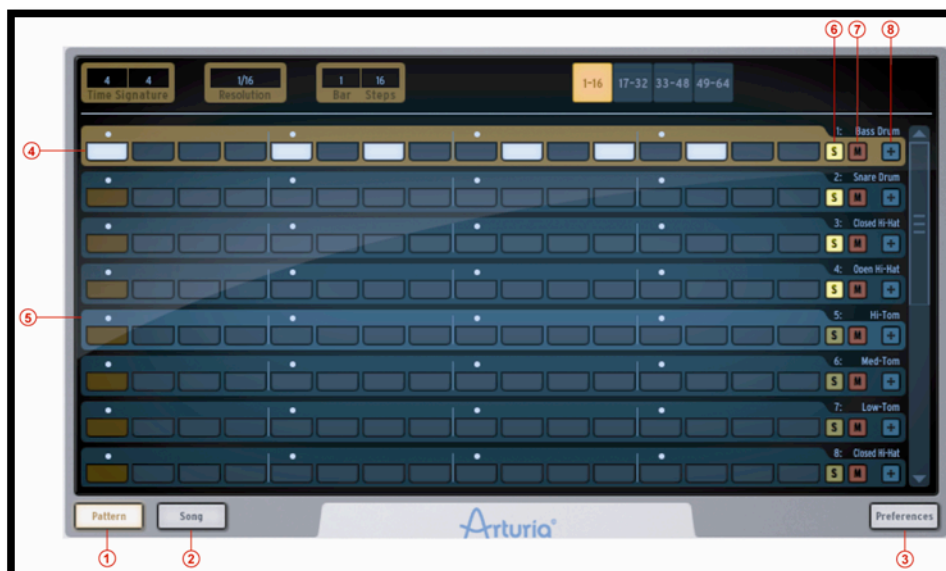 6 7 8
4 4 1/16 1 16 1-16 17-32 33-48 49-64
Time Signature Resolution Bar Steps
1: Bass Drum
4 S M +
2: Snare Drum
S M +
3: Closed Hi-Hat
S M +
4: Open Hi-Hat
S M +
5 5: Hi-Tom
S M +
6: Med-Tom
S M +
7: Low-Tom
S M +
8: Closed Hi-Hat
S M +
Pattern Song Arturia® Preferences
1 2 3